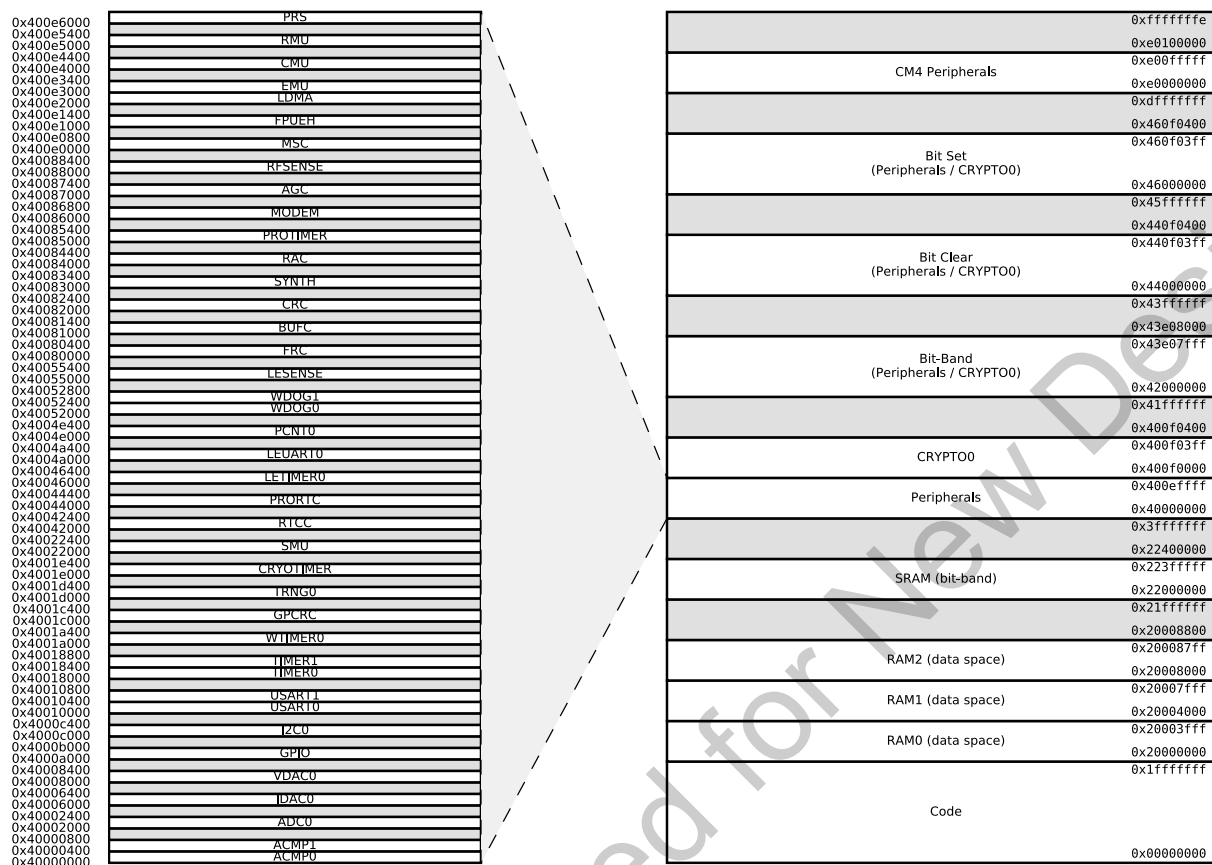 PRS
0x400e6000
0x400e5400
RMU
0x400e5000
0x400e4400
CMU
0x400e4000
0x400e3400
EMU
0x400e3000
LDMA
0x400e2000
0x400e1400
FPUEH
0x400e1000
0x400e0800
MSC
0x400e0000
0x40088400
RFSENSE
0x40088000
0x40087400
AGC
0x40087000
0x40086800
MODEM
0x40086000
0x40085400
PROTIMER
0x40085000
0x40084400
RAC
0x40084000
0x40083400
SYNTH
0x40083000
0x40082400
CRC
0x40082000
0x40081400
BUFC
0x40081000
0x40080400
FRC
0x40080000
0x40055400
LESENSE
0x40055000
0x40052800
WDOG1
0x40052400
WDOG0
0x40052000
0x4004e400
PCNT0
0x4004e000
0x4004a400
LEUART0
0x4004a000
0x40046400
LETIMER0
0x40046000
0x40044400
PRORTC
0x40044000
0x40042400
RTCC
0x40042000
0x40022400
SMU
0x40022000
0x4001e400
CRYOTIMER
0x4001e000
0x4001d400
TRNG0
0x4001d000
0x4001c400
GPCRC
0x4001c000
0x4001a400
WTIMER0
0x4001a000
0x40018800
TIMER1
0x40018400
TIMER0
0x40018000
0x40010800
USART1
0x40010400
USART0
0x40010000
0x4000c400
I2C0
0x4000c000
0x4000b000
GPIO
0x4000a000
0x40008400
VDAC0
0x40008000
0x40006400
IDAC0
0x40006000
0x40002400
ADC0
0x40002000
0x40000800
ACMP1
0x40000400
ACMP0
0x40000000
0xfffffffe
0xe0100000
0xe00fffff
CM4 Peripherals
0xe0000000
0xdfffffff
0x460f0400
0x460f03ff
Bit Set
(Peripherals / CRYPTO0)
0x46000000
0x45ffffff
0x440f0400
0x440f03ff
Bit Clear
(Peripherals / CRYPTO0)
0x44000000
0x43ffffff
0x43e08000
0x43e07fff
Bit-Band
(Peripherals / CRYPTO0)
0x42000000
0x41ffffff
0x400f0400
0x400f03ff
CRYPTO0
0x400f0000
0x400effff
Peripherals
0x40000000
0x3fffffff
0x22400000
0x223fffff
SRAM (bit-band)
0x22000000
0x21ffffff
0x20008800
0x200087ff
RAM2 (data space)
0x20008000
0x20007fff
RAM1 (data space)
0x20004000
0x20003fff
RAM0 (data space)
0x20000000
0x1fffffff
Code
0x00000000
ed for New Des